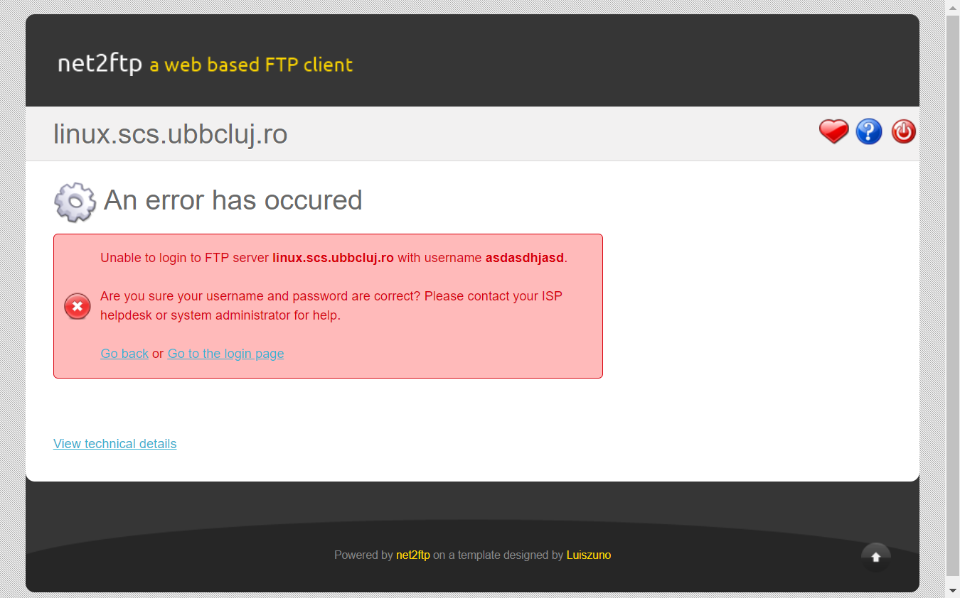 net2ftp a web based FTP client
linux.scs.ubbcluj.ro
An error has occured
Unable to login to FTP server linux.scs.ubbcluj.ro with username asdasdhjasd.
Are you sure your username and password are correct? Please contact your ISP
helpdesk or system administrator for help.
Go back or Go to the login page
View technical details
Powered by net2ftp on a template designed by Luiszuno